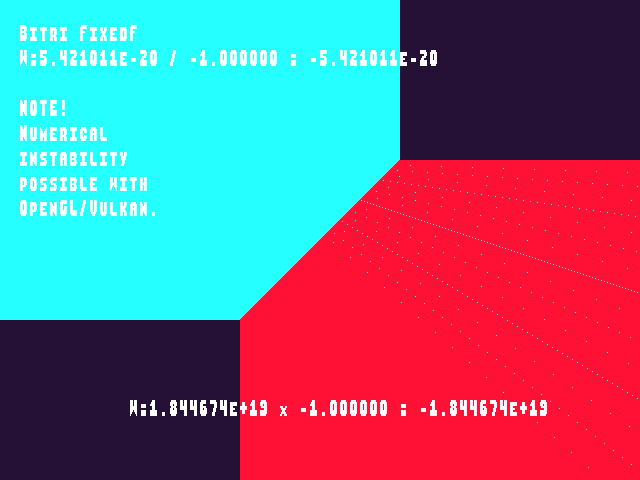 Bitri fixedf
W:5.421011e-20 / -1.000000 : -5.421011e-20
NOTE!
Numerical
instability
possible with
OpenGL/Vulkan.
W:1.844674e+19 x -1.000000 : -1.844674e+19